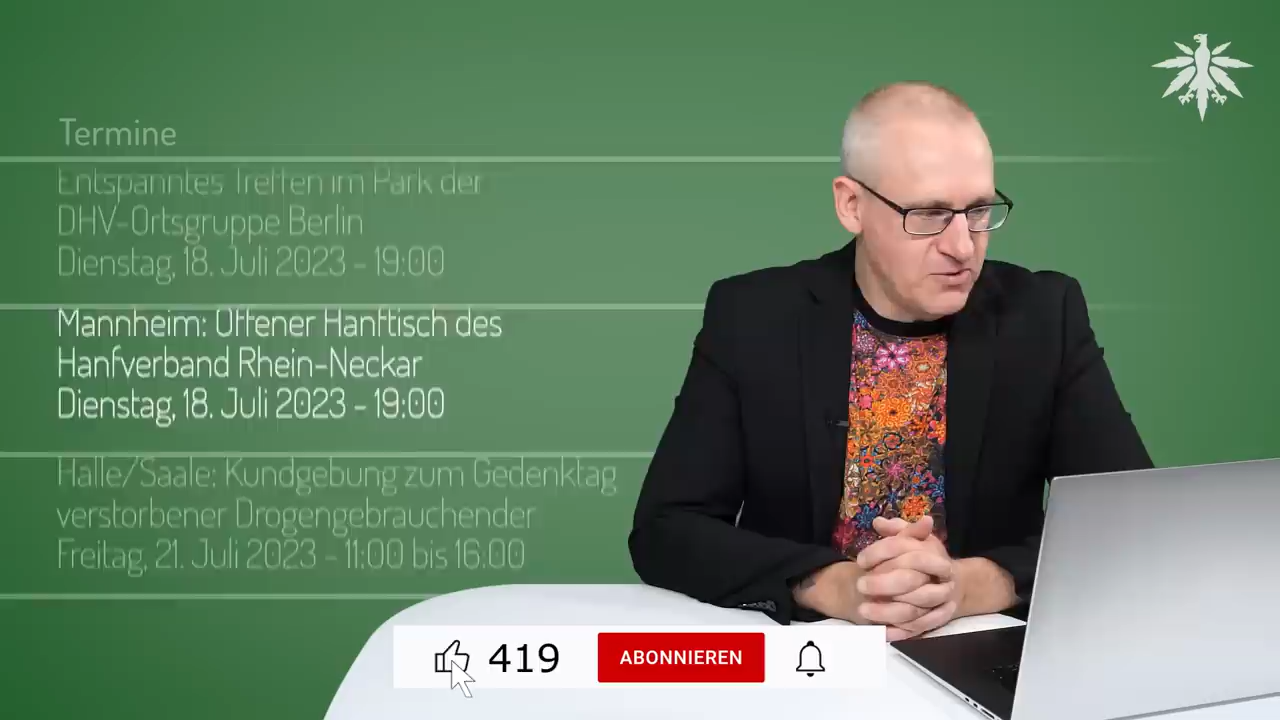 Termine
Entspanntes Treffen im Park der
DHV-Ortsgruppe Berlin
Dienstag, 18. Juli 2023 - 19:00
Mannheim: Offener Hanftisch des
Hanfverband Rhein-Neckar
Dienstag, 18. Juli 2023 - 19:00
Halle/Saale: Kundgebung zum Gedenktag
verstorbener Drogengebrauchender
Freitag, 21. Juli 2023 - 11:00 bis 16:00
419 ABONNIEREN